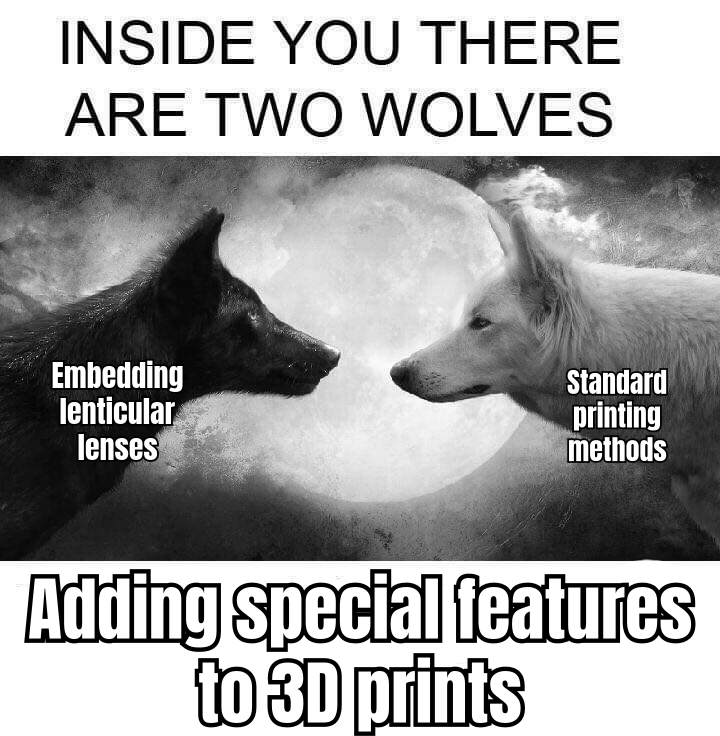 INSIDE YOU THERE
ARE TWO WOLVES
Embedding
lenticular
lenses
Standard
printing
methods
Adding special features
to 3D prints